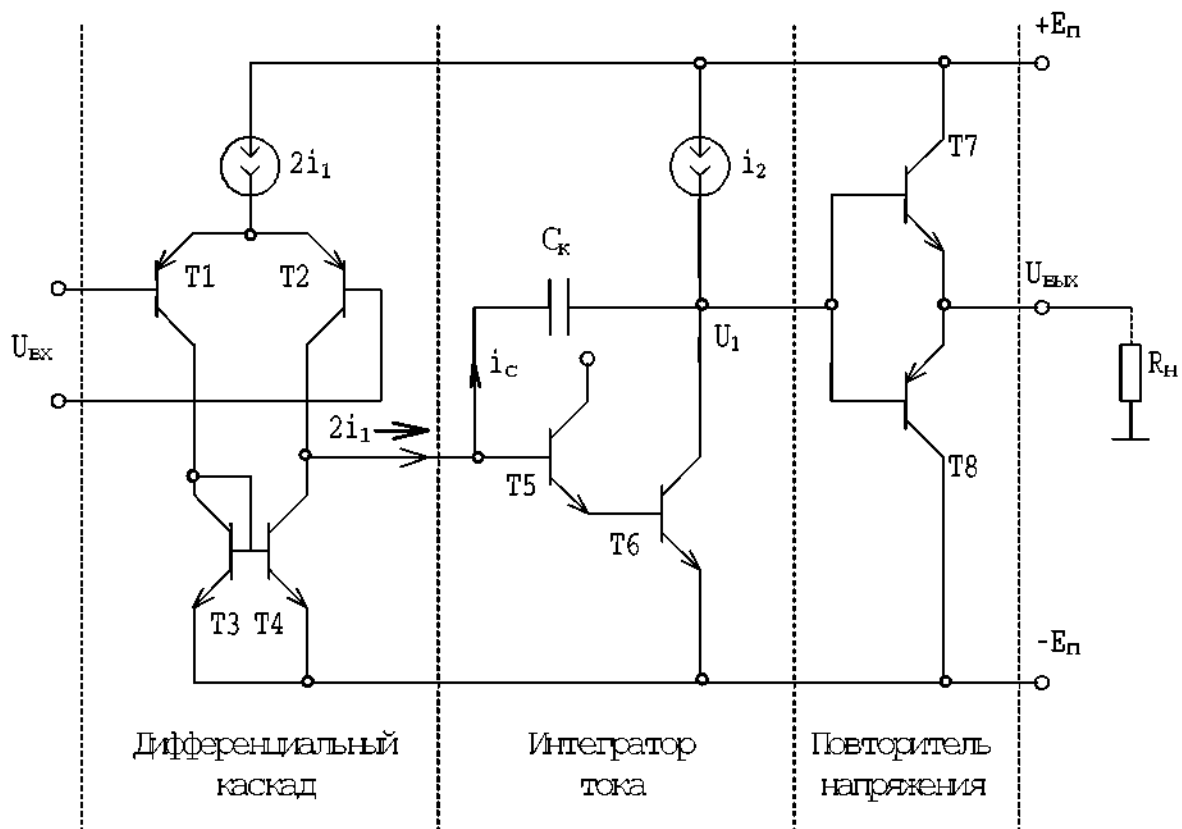 +Eп
2i₁
i₂
T7
Cк
T1
T2
Uвх
U₁
Uвых
iс
Rн
2i₁
T5
T8
T6
T3
T4
-Eп
Дифференциальный
каскад
Интегратор
тока
Повторитель
напряжения